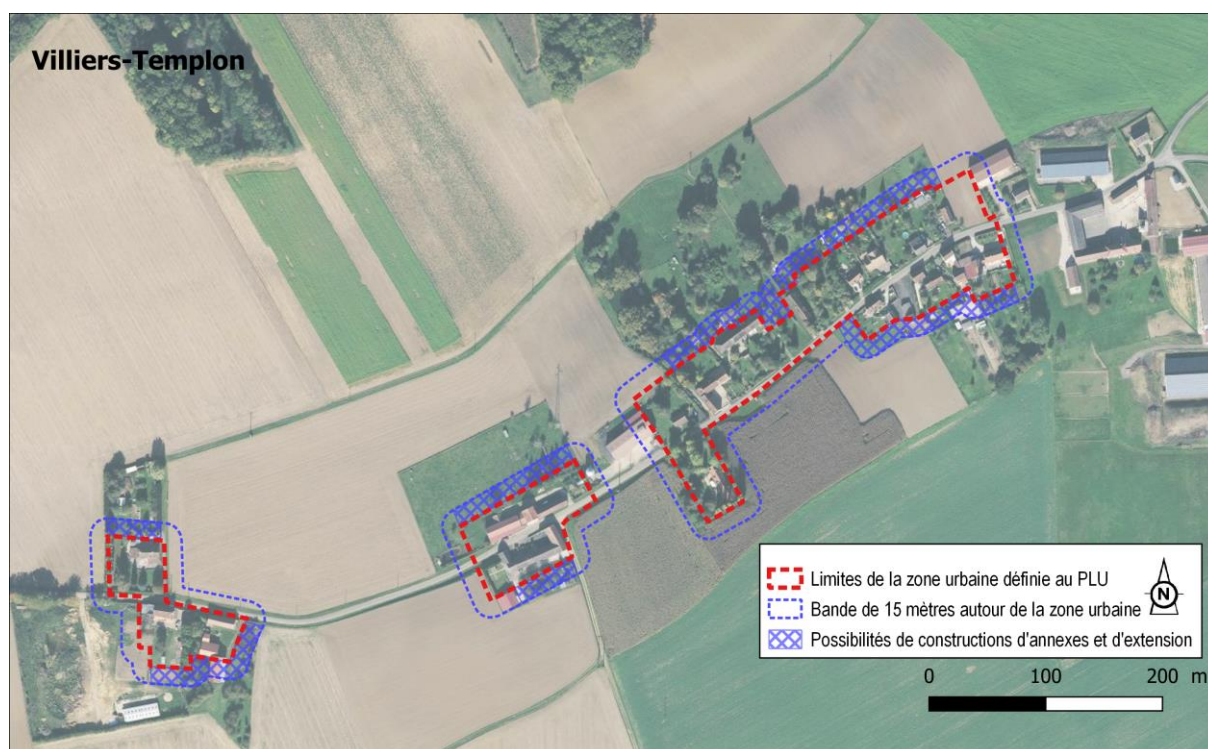 Villiers-Templon
Limites de la zone urbaine définie au PLU
Bande de 15 mètres autour de la zone urbaine
Possibilités de constructions d'annexes et d'extension
N
0 100 200 m